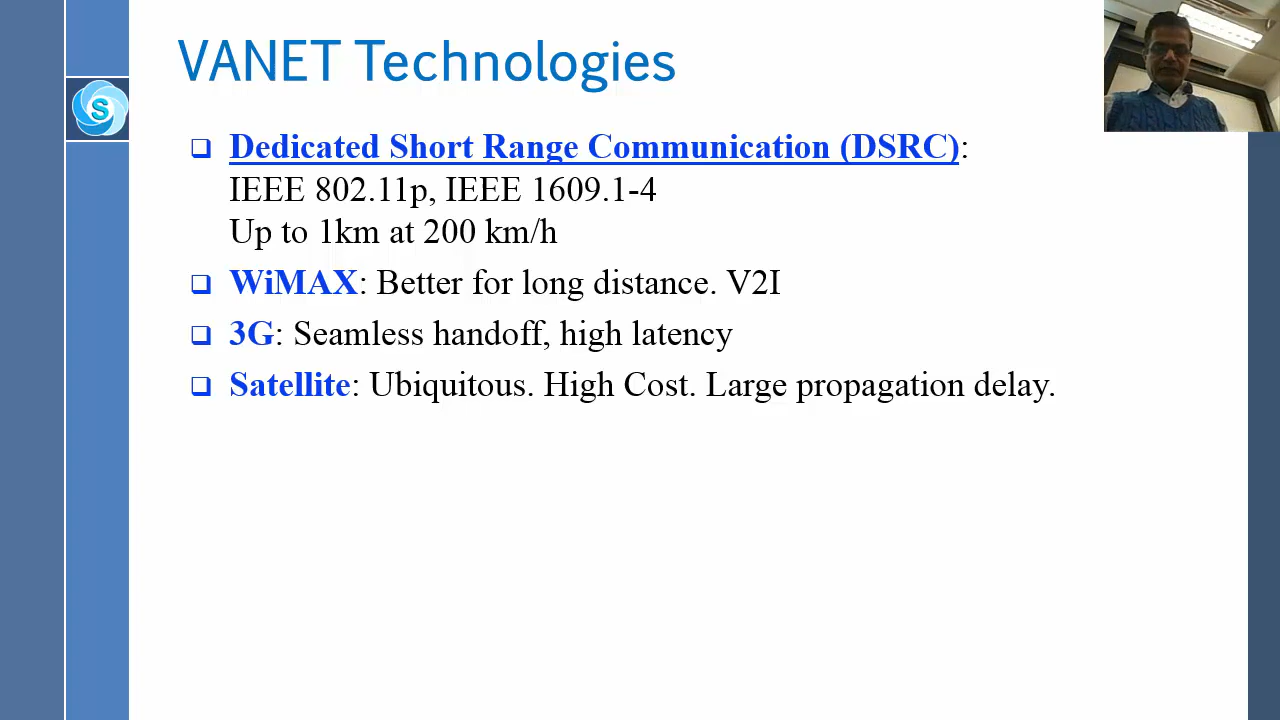 VANET Technologies
S
Dedicated Short Range Communication (DSRC):
IEEE 802.11p, IEEE 1609.1-4
Up to 1km at 200 km/h
WiMAX: Better for long distance. V2I
3G: Seamless handoff, high latency
Satellite: Ubiquitous. High Cost. Large propagation delay.